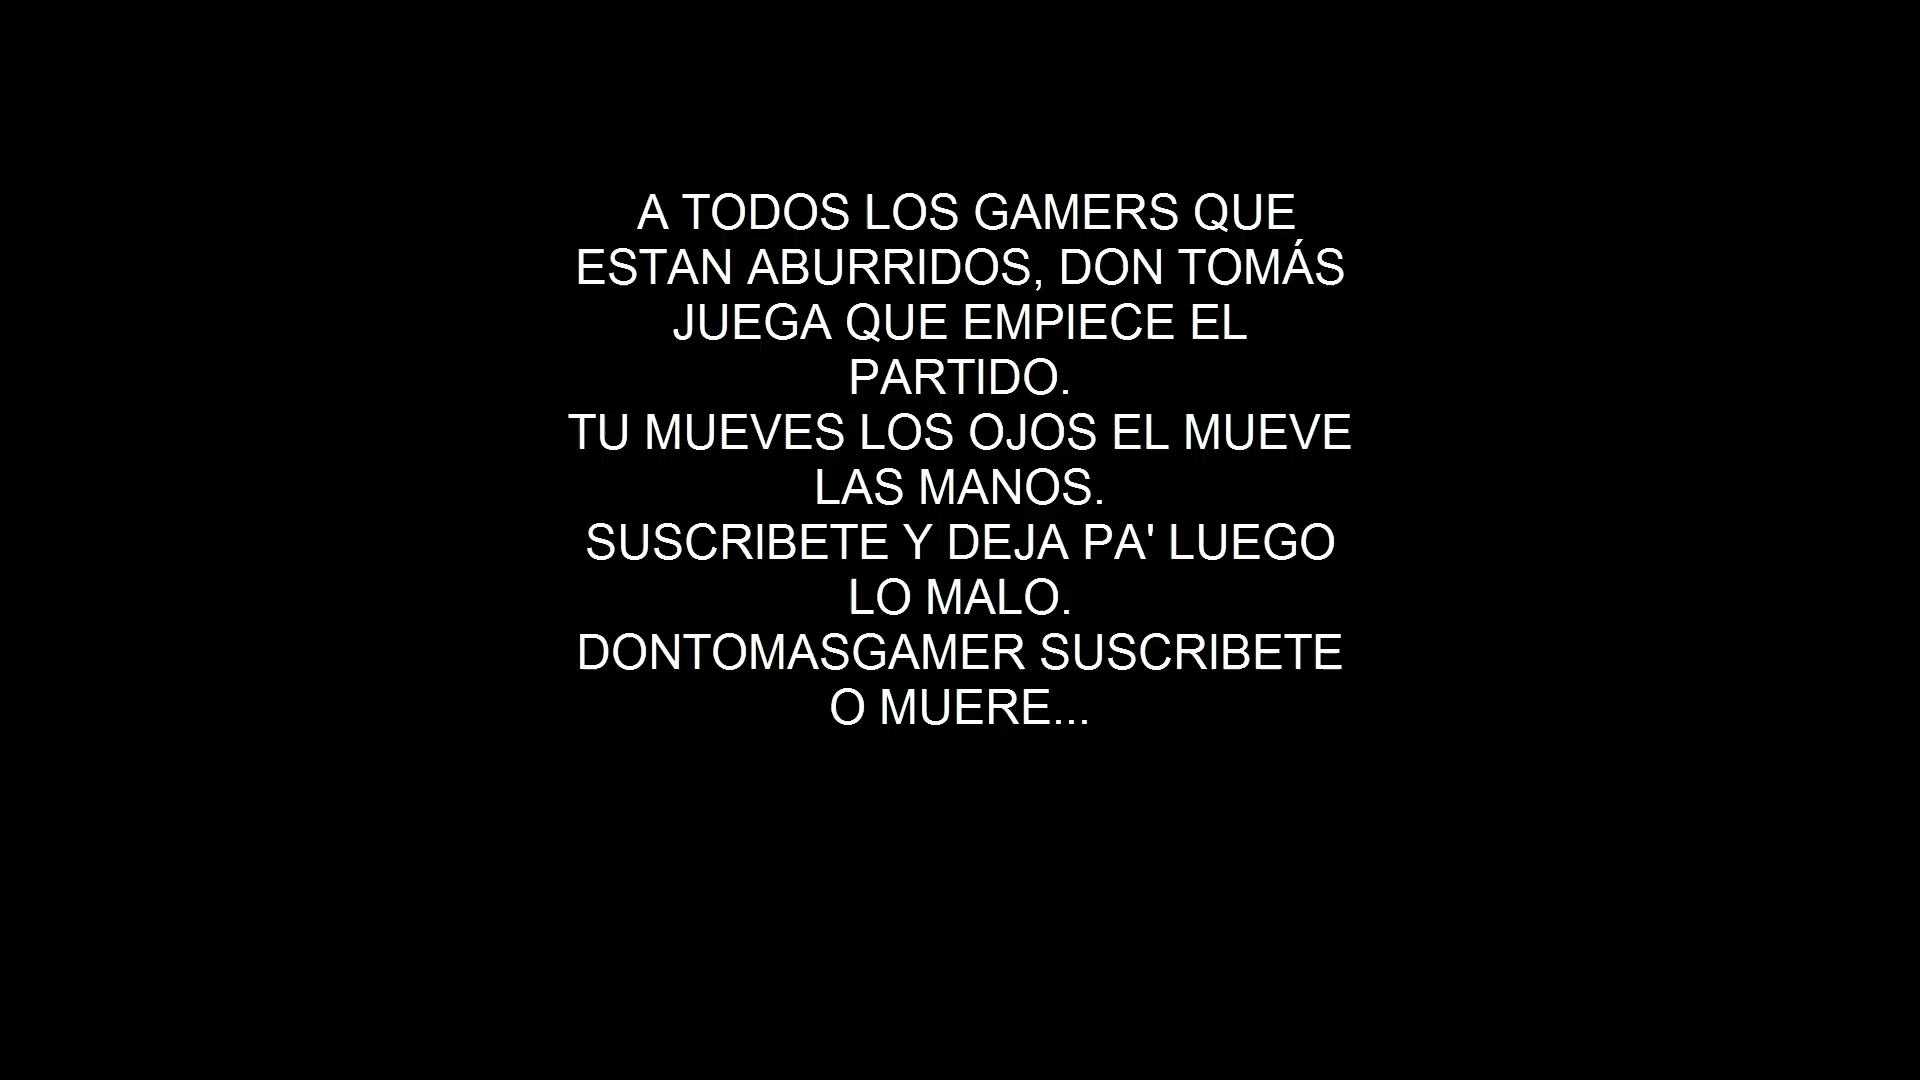 A TODOS LOS GAMERS QUE
ESTAN ABURRIDOS, DON TOMÁS
JUEGA QUE EMPIECE EL
PARTIDO.
TU MUEVES LOS OJOS EL MUEVE
LAS MANOS.
SUSCRIBETE Y DEJA PA' LUEGO
LO MALO.
DONTOMASGAMER SUSCRIBETE
O MUERE...